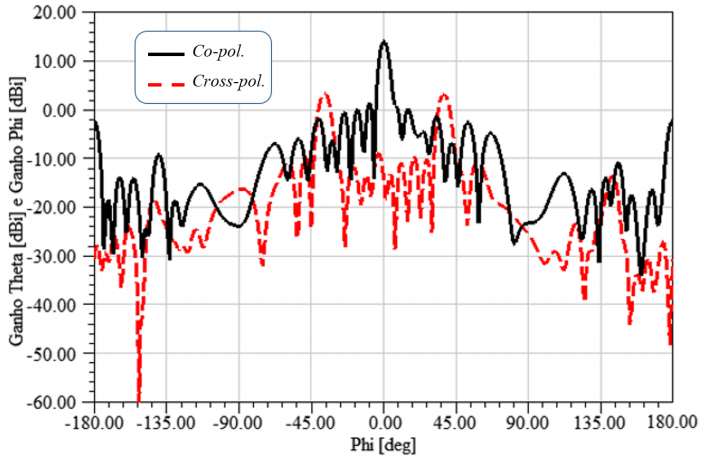 Ganho Theta [dBi] e Ganho Phi [dBi]
20.00
10.00
0.00
-10.00
-20.00
-30.00
-40.00
-50.00
-60.00
Co-pol.
Cross-pol.
-180.00 -135.00 -90.00 -45.00 0.00 45.00 90.00 135.00 180.00
Phi [deg]